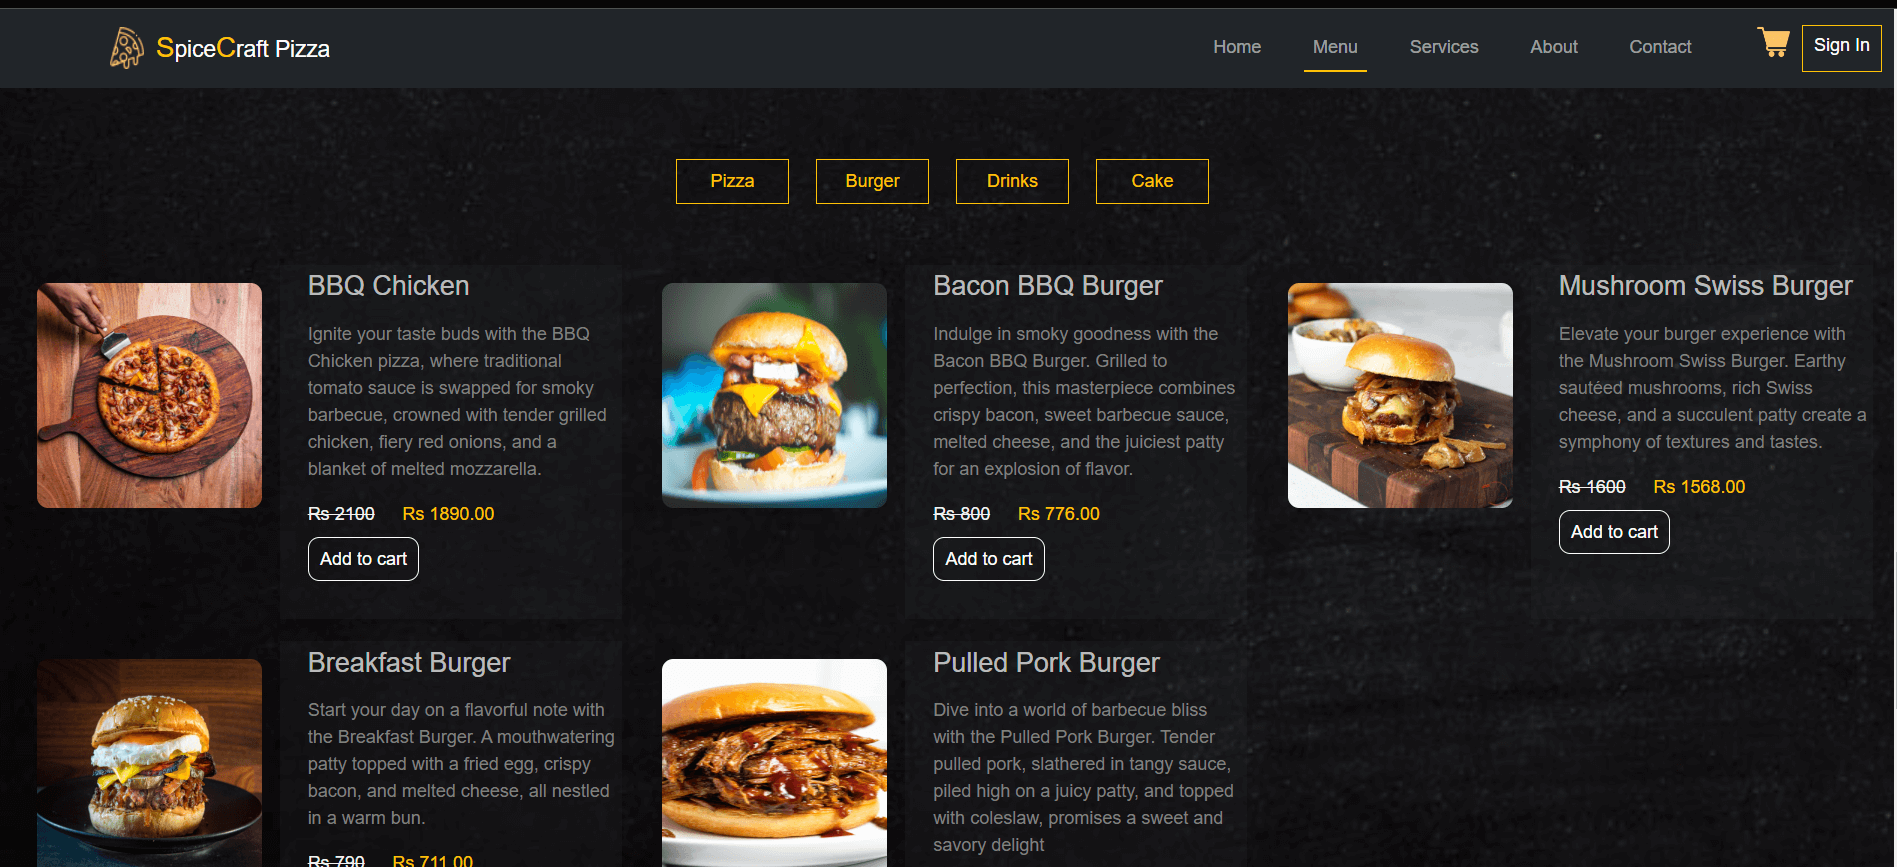 SpiceCraft Pizza
Home Menu Services About Contact Sign In
Pizza Burger Drinks Cake
BBQ Chicken
Ignite your taste buds with the BBQ
Chicken pizza, where traditional
tomato sauce is swapped for smoky
barbecue, crowned with tender grilled
chicken, fiery red onions, and a
blanket of melted mozzarella.
Rs 2100 Rs 1890.00
Add to cart
Bacon BBQ Burger
Indulge in smoky goodness with the
Bacon BBQ Burger. Grilled to
perfection, this masterpiece combines
crispy bacon, sweet barbecue sauce,
melted cheese, and the juiciest patty
for an explosion of flavor.
Rs 800 Rs 776.00
Add to cart
Mushroom Swiss Burger
Elevate your burger experience with
the Mushroom Swiss Burger. Earthy
sautéed mushrooms, rich Swiss
cheese, and a succulent patty create a
symphony of textures and tastes.
Rs 1600 Rs 1568.00
Add to cart
Breakfast Burger
Start your day on a flavorful note with
the Breakfast Burger. A mouthwatering
patty topped with a fried egg, crispy
bacon, and melted cheese, all nestled
in a warm bun.
Rs 790 Rs 711.00
Pulled Pork Burger
Dive into a world of barbecue bliss
with the Pulled Pork Burger. Tender
pulled pork, slathered in tangy sauce,
piled high on a juicy patty, and topped
with coleslaw, promises a sweet and
savory delight